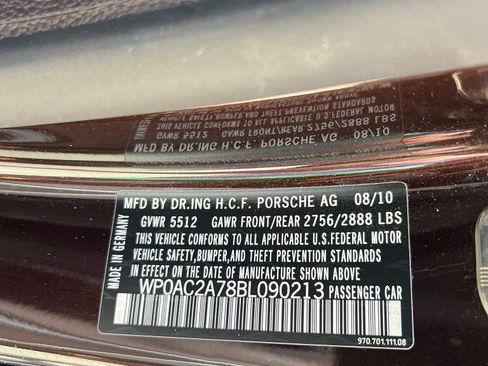 MFD BY DR.ING H.C.F. PORSCHE AG 08/10
GVWR 5512 GAWR FRONT/REAR 2756/2888 LBS
THIS VEHICLE CONFORMS TO ALL APPLICABLE U.S.FEDERAL MOTOR
VEHICLE SAFETY,BUMPER,AND THEFT PREVENTION STANDARDS
IN EFFECT ON THE DATE OF MANUFACTURE SHOWN ABOVE
WP0AC2A78BL090213 PASSENGER CAR
MADE IN GERMANY
970.701.111.08